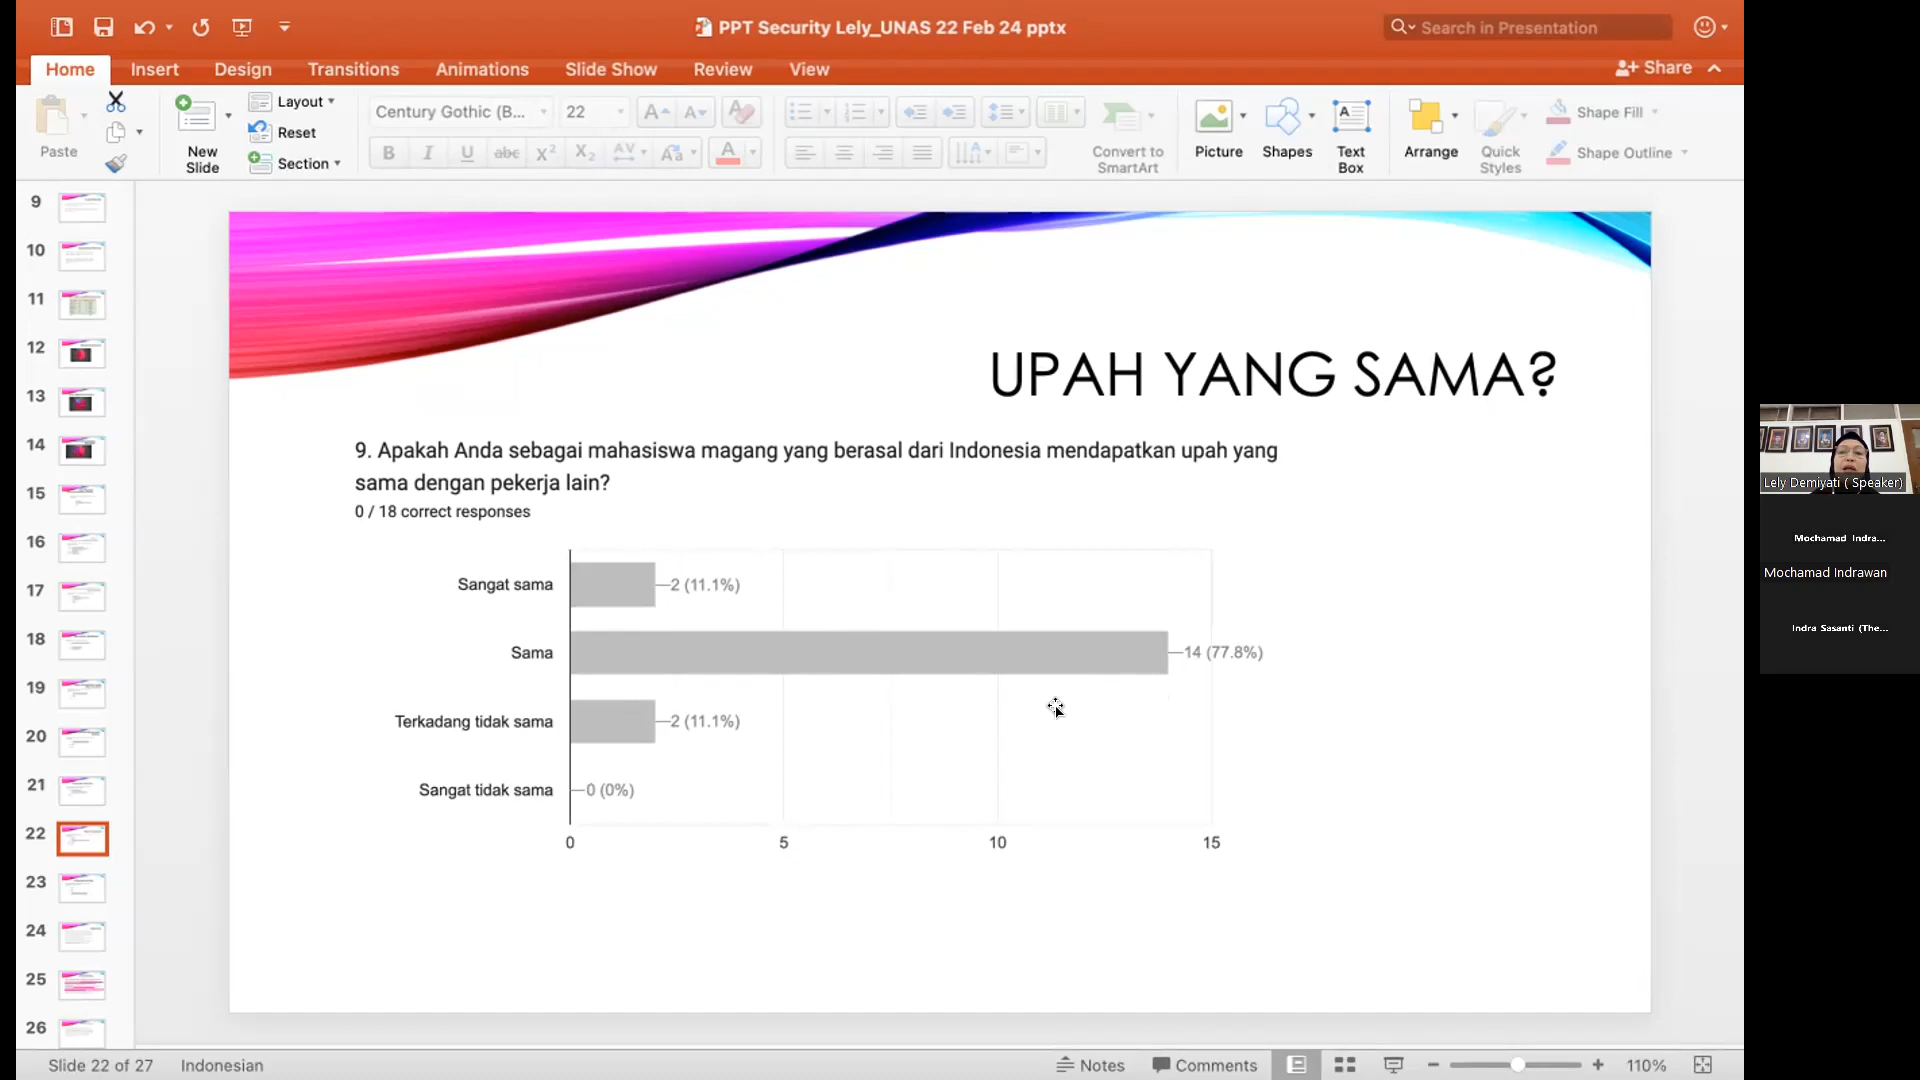 PPT Security Lely_UNAS 22 Feb 24 pptx
Search in Presentation
Home
Insert
Design
Transitions
Animations
Slide Show
Review
View
Share
Paste
New
Slide
Layout
Reset
Section
Century Gothic (B...
22
Convert to
SmartArt
Picture
Shapes
Text
Box
Arrange
Quick
Styles
Shape Fill
Shape Outline
9
10
11
12
13
14
15
16
17
18
19
20
21
22
23
24
25
26
UPAH YANG SAMA?
9. Apakah Anda sebagai mahasiswa magang yang berasal dari Indonesia mendapatkan upah yang
sama dengan pekerja lain?
0 / 18 correct responses
Sangat sama
2 (11.1%)
Sama
14 (77.8%)
Terkadang tidak sama
2 (11.1%)
Sangat tidak sama
0 (0%)
0
5
10
15
Lely Demiyati ( Speaker)
Mochamad Indra...
Mochamad Indrawan
Indra Sasanti (The...
Slide 22 of 27
Indonesian
Notes
Comments
110%